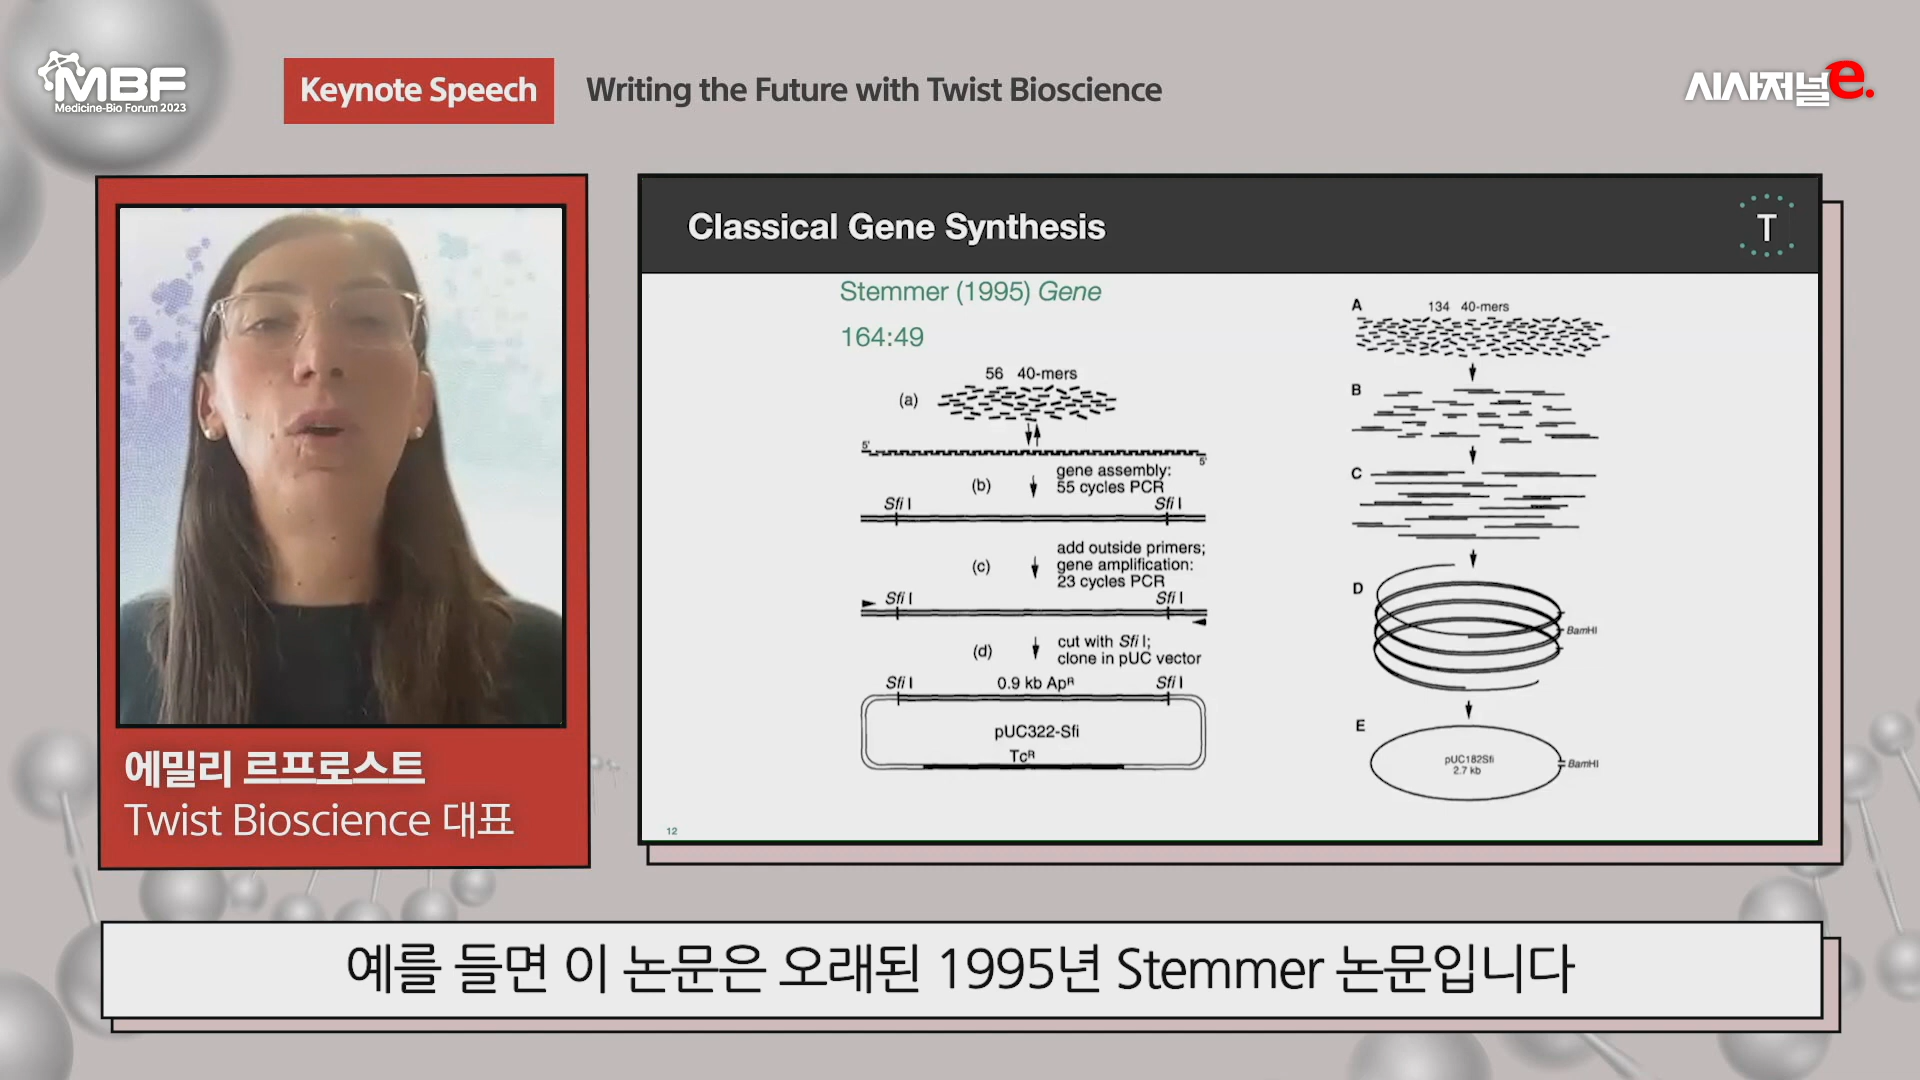 MBF
Medicine-Bio Forum 2023
Keynote Speech
Writing the Future with Twist Bioscience
시사저널e.
Classical Gene Synthesis
T
Stemmer (1995) Gene
164:49
56 40-mers
(a)
5'
5'
(b)
gene assembly:
55 cycles PCR
Sfi I
Sfi I
(c)
add outside primers;
gene amplification:
23 cycles PCR
Sfi I
Sfi I
(d)
cut with Sfi I;
clone in pUC vector
Sfi I
0.9 kb Apᴿ
Sfi I
pUC322-Sfi
Tcᴿ
A
134 40-mers
B
C
D
BamHI
E
pUC182Sfi
2.7 kb
BamHI
12
에밀리 르프로스트
Twist Bioscience 대표
예를 들면 이 논문은 오래된 1995년 Stemmer 논문입니다